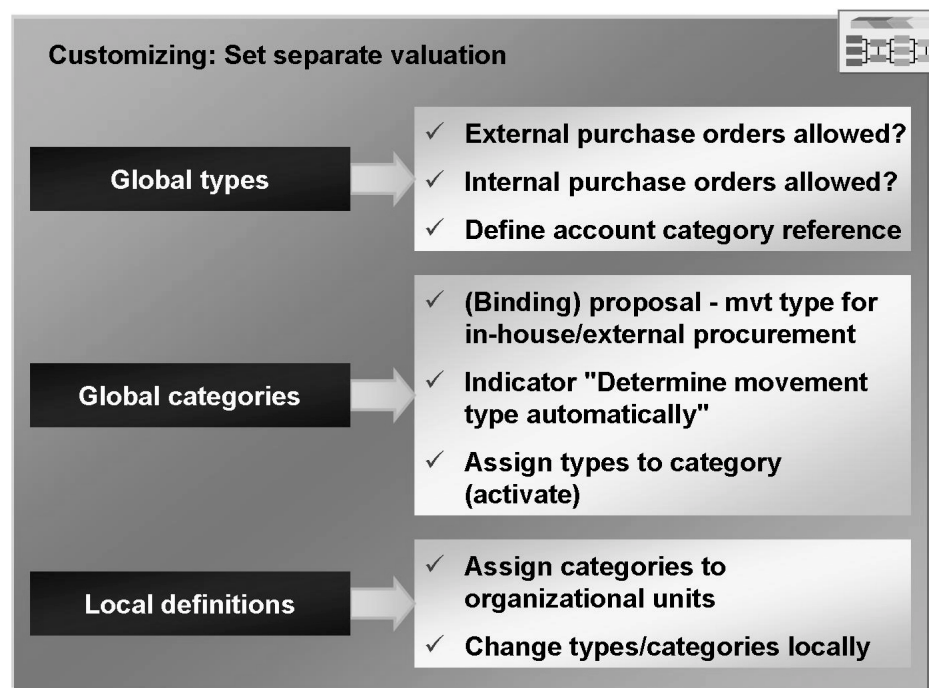 Customizing: Set separate valuation
Global types
✓ External purchase orders allowed?
✓ Internal purchase orders allowed?
✓ Define account category reference
Global categories
✓ (Binding) proposal - mvt type for
in-house/external procurement
✓ Indicator "Determine movement
type automatically"
✓ Assign types to category
(activate)
Local definitions
✓ Assign categories to
organizational units
✓ Change types/categories locally